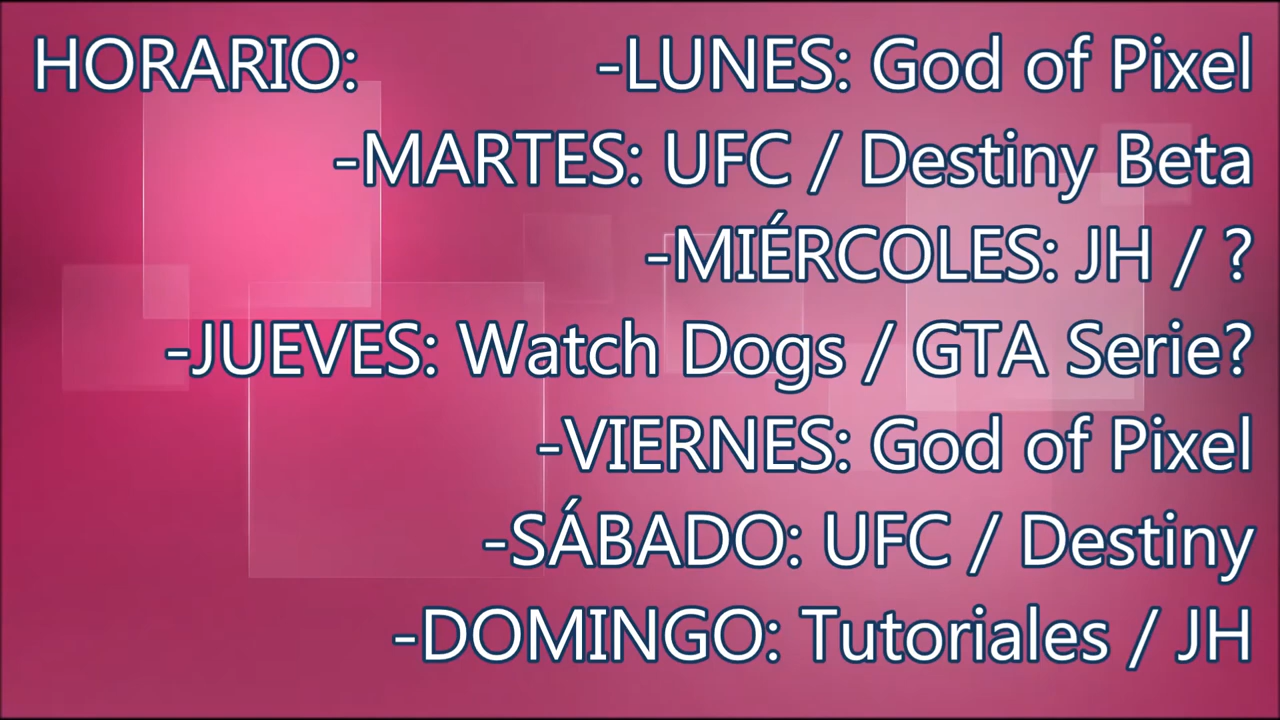 HORARIO: -LUNES: God of Pixel
-MARTES: UFC / Destiny Beta
-MIÉRCOLES: JH / ?
-JUEVES: Watch Dogs / GTA Serie?
-VIERNES: God of Pixel
-SÁBADO: UFC / Destiny
-DOMINGO: Tutoriales / JH